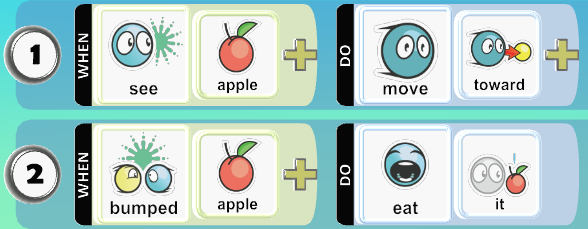 1 WHEN see apple DO move toward
2 WHEN bumped apple DO eat it